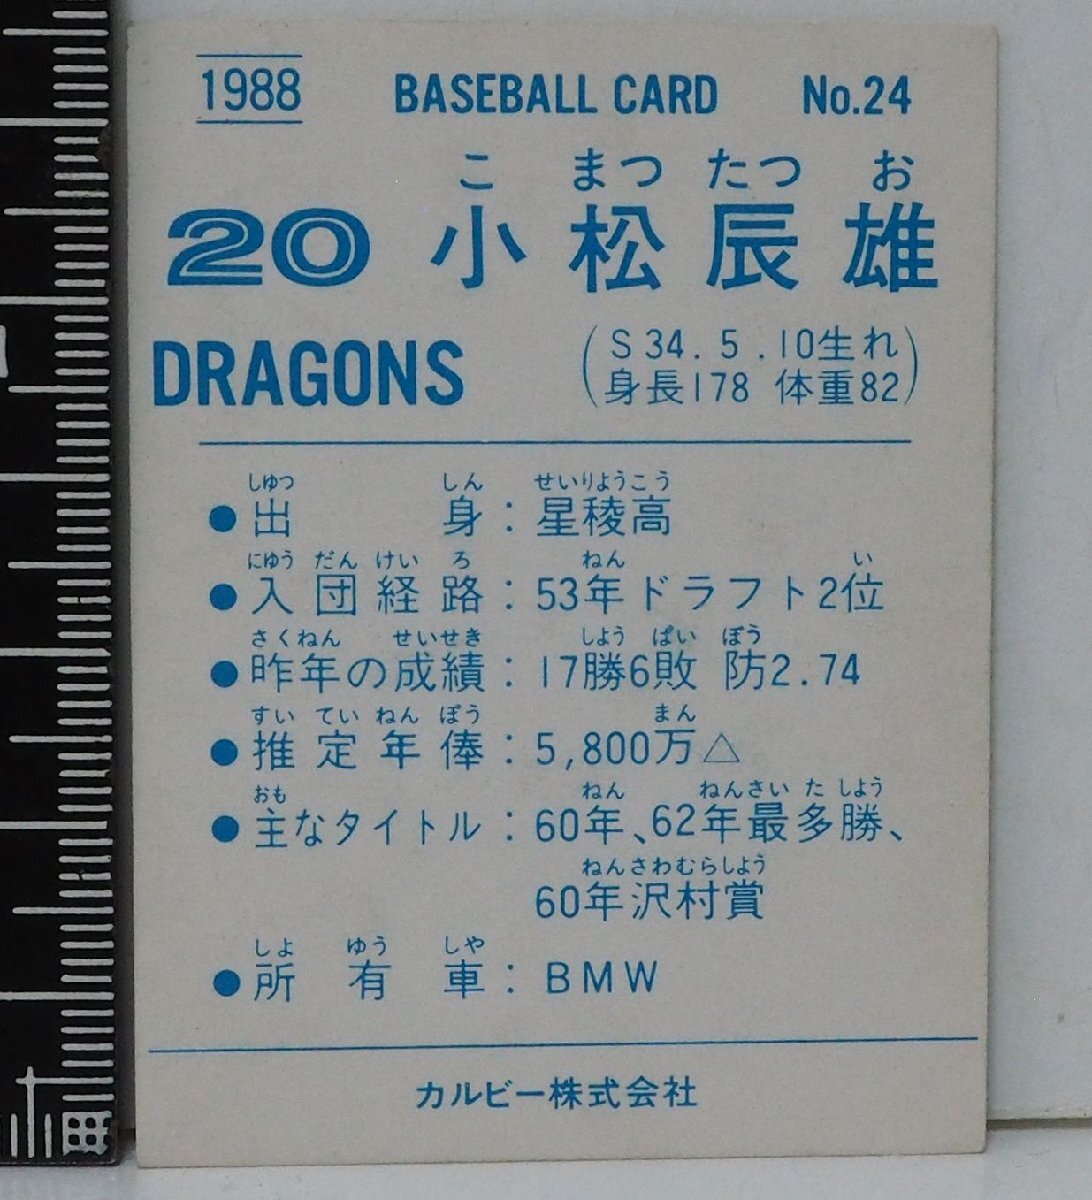 1988 BASEBALL CARD No.24
こ まつ たつ お
20 小松辰雄
DRAGONS
(S34.5.10生れ
身長178 体重82)
しゅつ しん せいりょうこう
●出身：星稜高
にゅう だん けい ろ ねん い
●入団経路：53年ドラフト2位
さくねん せいせき しょう ぱい ぼう
●昨年の成績：17勝6敗 防2.74
すい てい ねん ぽう まん
●推定年俸：5,800万△
おも ねん ねんさい た しょう
●主なタイトル：60年、62年最多勝、
ねんさわむらしょう
60年沢村賞
しょ ゆう しゃ
●所有車：BMW
カルビー株式会社